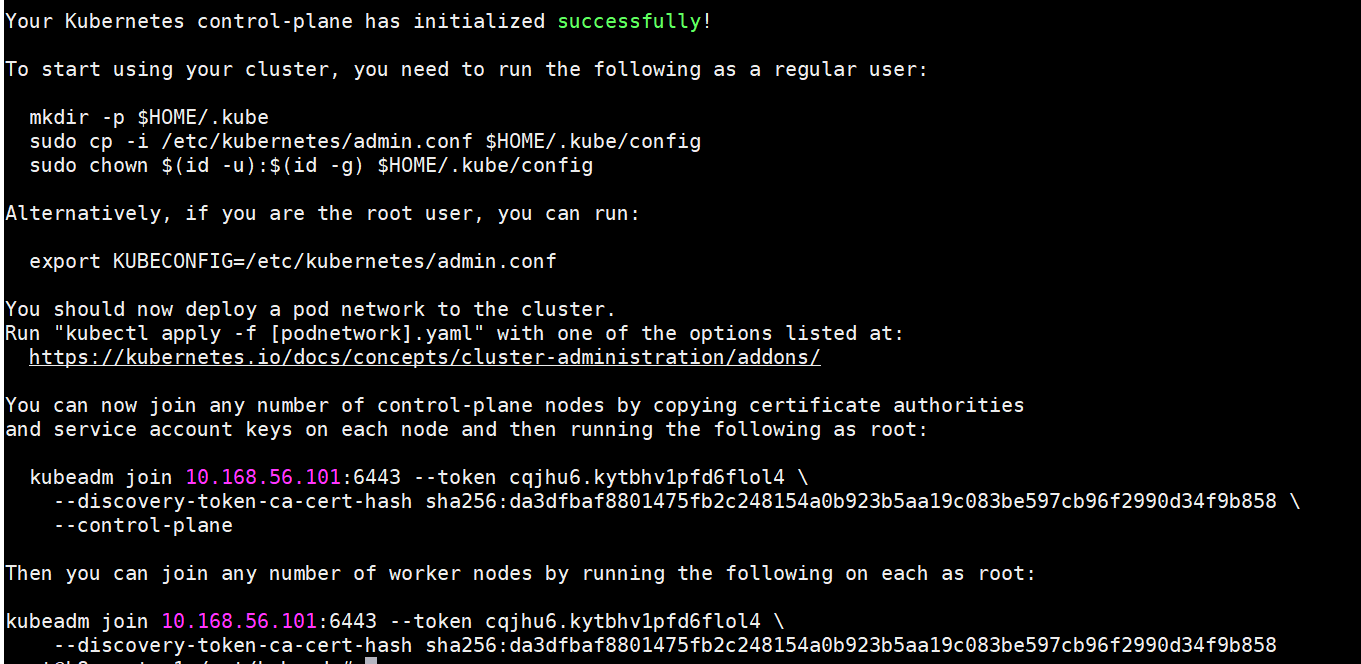 Your Kubernetes control-plane has initialized successfully!
To start using your cluster, you need to run the following as a regular user:
mkdir -p $HOME/.kube
sudo cp -i /etc/kubernetes/admin.conf $HOME/.kube/config
sudo chown $(id -u):$(id -g) $HOME/.kube/config
Alternatively, if you are the root user, you can run:
export KUBECONFIG=/etc/kubernetes/admin.conf
You should now deploy a pod network to the cluster.
Run "kubectl apply -f [podnetwork].yaml" with one of the options listed at:
https://kubernetes.io/docs/concepts/cluster-administration/addons/
You can now join any number of control-plane nodes by copying certificate authorities
and service account keys on each node and then running the following as root:
kubeadm join 10.168.56.101:6443 --token cqjhu6.kytbhv1pfd6flol4 \
--discovery-token-ca-cert-hash sha256:da3dfbaf8801475fb2c248154a0b923b5aa19c083be597cb96f2990d34f9b858 \
--control-plane
Then you can join any number of worker nodes by running the following on each as root:
kubeadm join 10.168.56.101:6443 --token cqjhu6.kytbhv1pfd6flol4 \
--discovery-token-ca-cert-hash sha256:da3dfbaf8801475fb2c248154a0b923b5aa19c083be597cb96f2990d34f9b858